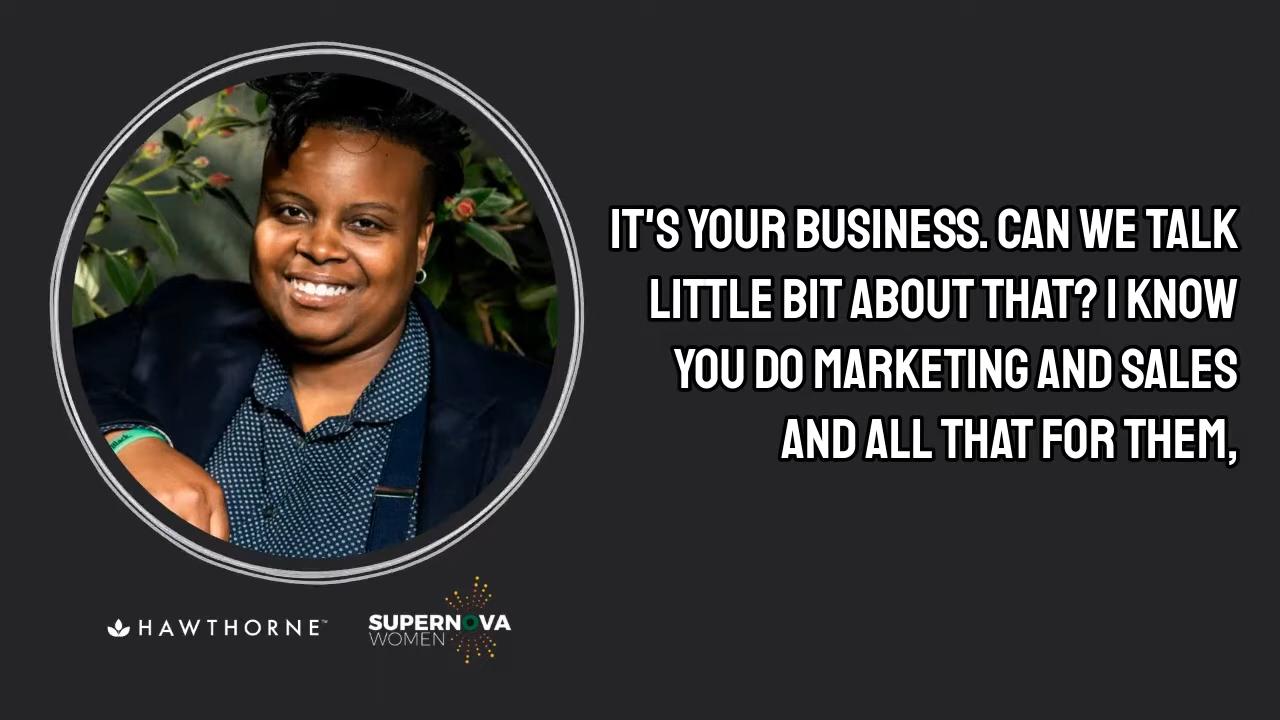 IT'S YOUR BUSINESS. CAN WE TALK
LITTLE BIT ABOUT THAT? I KNOW
YOU DO MARKETING AND SALES
AND ALL THAT FOR THEM,
HAWTHORNE™
SUPERNOVA
WOMEN